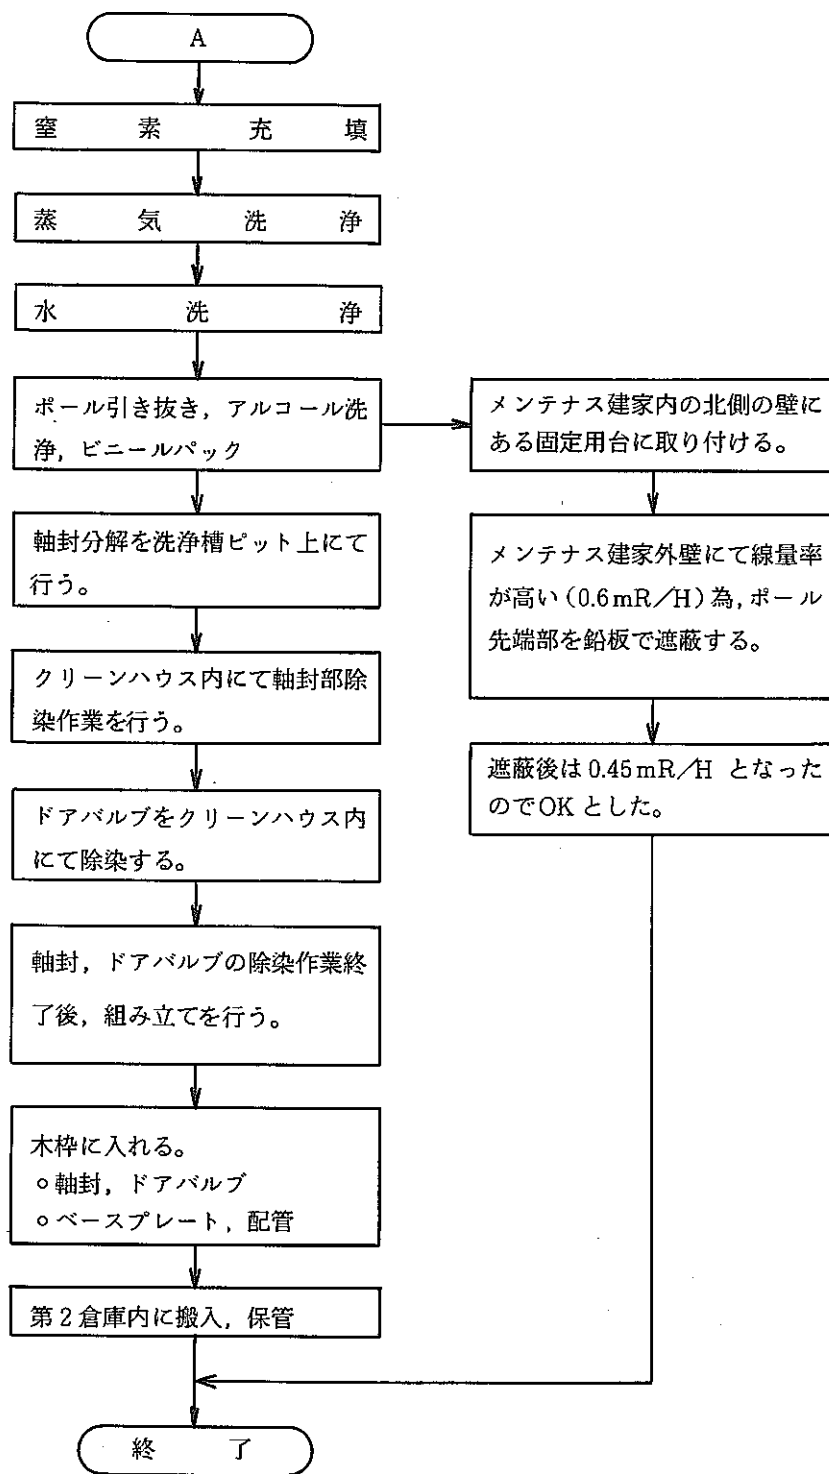 A
窒素充填
蒸気洗浄
水洗浄
ポール引き抜き，アルコール洗
浄，ビニールパック
軸封分解を洗浄槽ピット上にて
行う。
クリーンハウス内にて軸封部除
染作業を行う。
ドアバルブをクリーンハウス内
にて除染する。
軸封，ドアバルブの除染作業終
了後，組み立てを行う。
木枠に入れる。
○軸封，ドアバルブ
○ベースプレート，配管
第2倉庫内に搬入，保管
メンテナス建家内の北側の壁に
ある固定用台に取り付ける。
メンテナス建家外壁にて線量率
が高い（0.6mR／H）為，ポール
先端部を鉛板で遮蔽する。
遮蔽後は0.45mR／Hとなった
のでOKとした。
終了